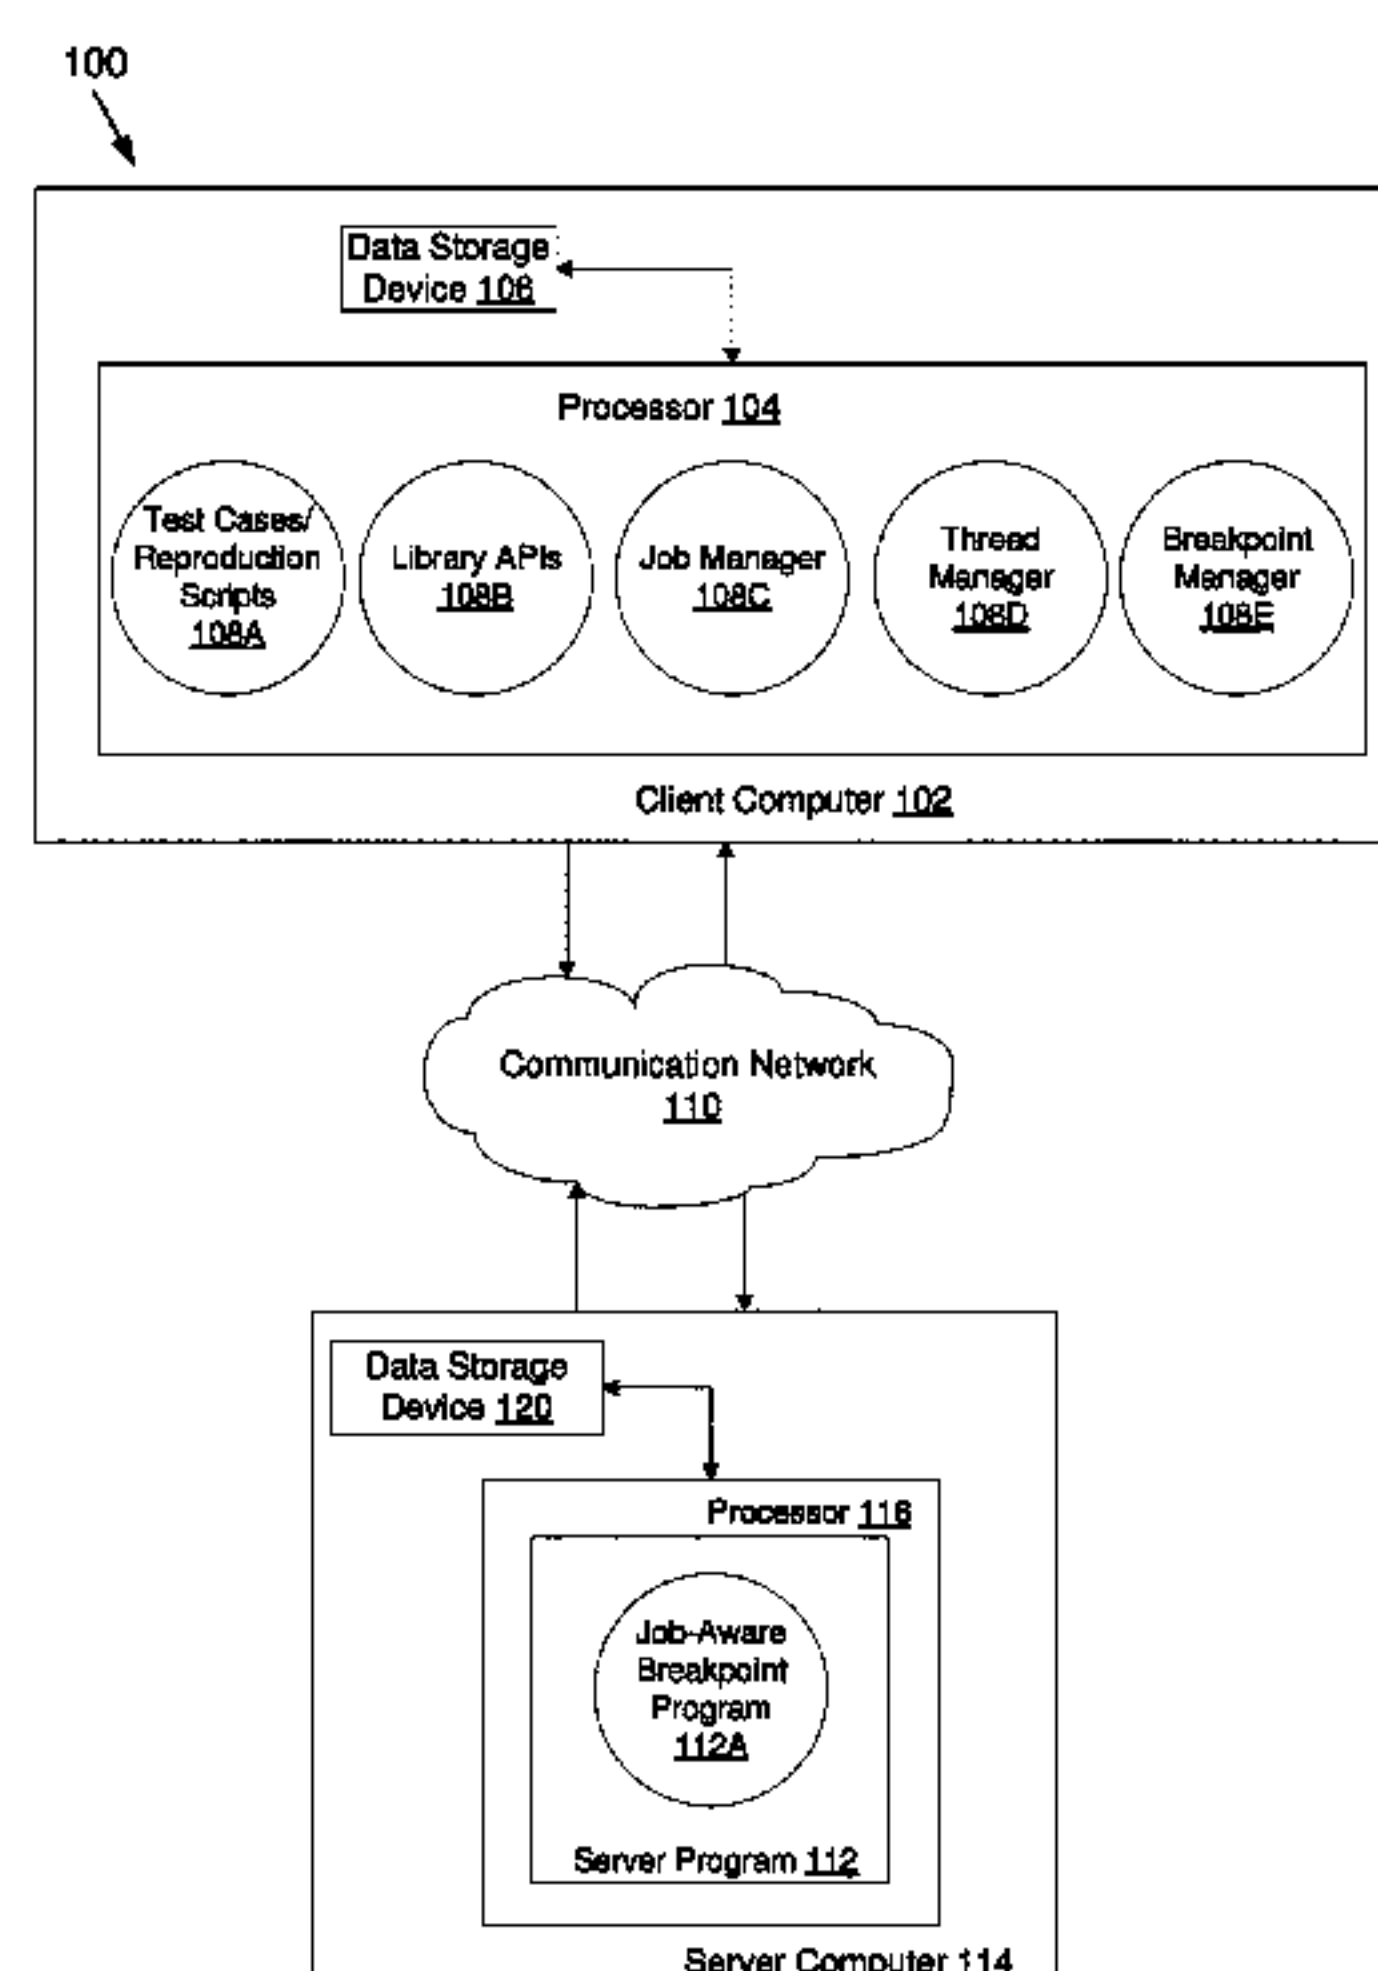 100
Data Storage
Device 106
Processor 104
Test Cases/
Reproduction
Scripts
108A
Library APIs
108B
Job Manager
108C
Thread
Manager
108D
Breakpoint
Manager
108E
Client Computer 102
Communication Network
110
Data Storage
Device 120
Processor 116
Job-Aware
Breakpoint
Program
112A
Server Program 112
Server Computer 114